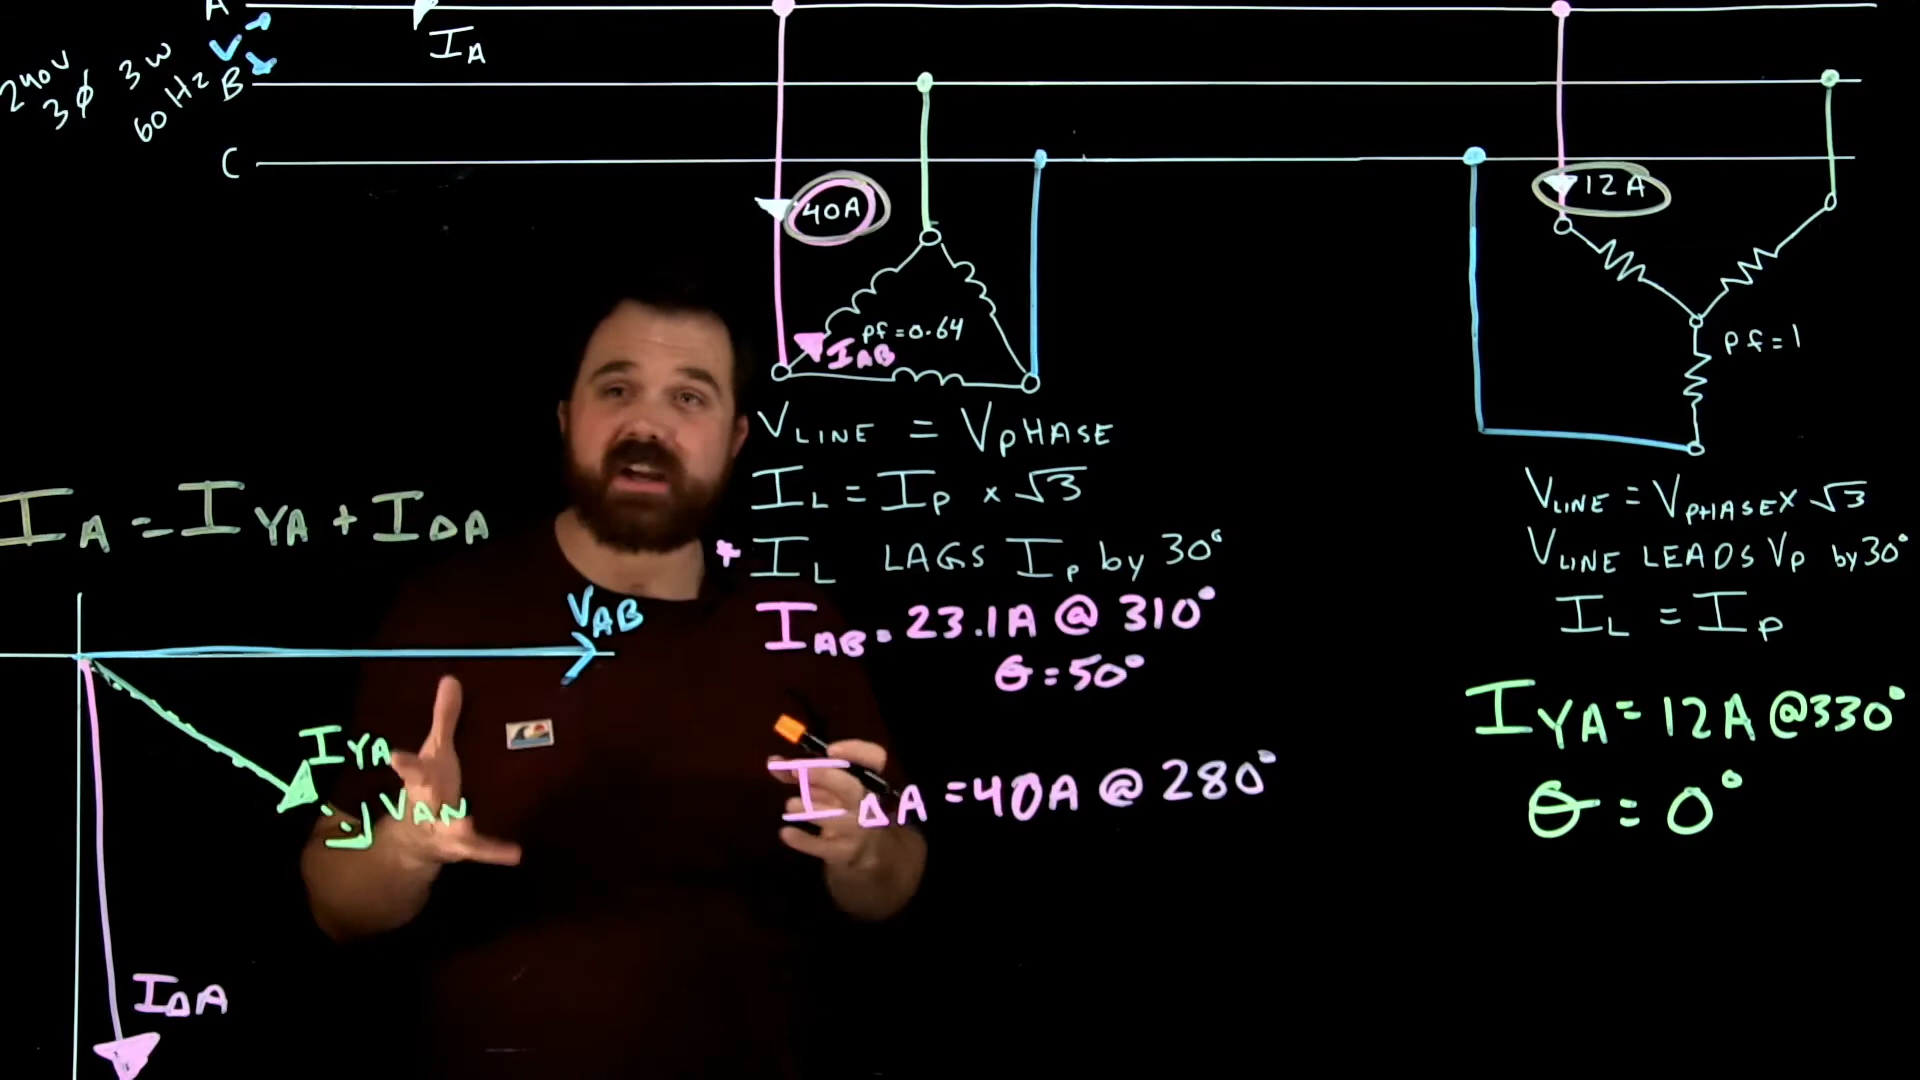 A
I_A
240V
3ϕ 3W
60Hz
V
B
C
40A
12A
pf=0.64
I_AB
pf=1
V_LINE = V_PHASE
I_L = I_P × √3
* I_L LAGS I_P by 30°
I_AB = 23.1A @ 310°
θ = 50°
I_ΔA = 40A @ 280°
V_LINE = V_PHASE × √3
V_LINE LEADS V_P by 30°
I_L = I_P
I_YA = 12A @ 330°
θ = 0°
I_A = I_YA + I_ΔA
V_AB
I_YA
V_AN
I_ΔA